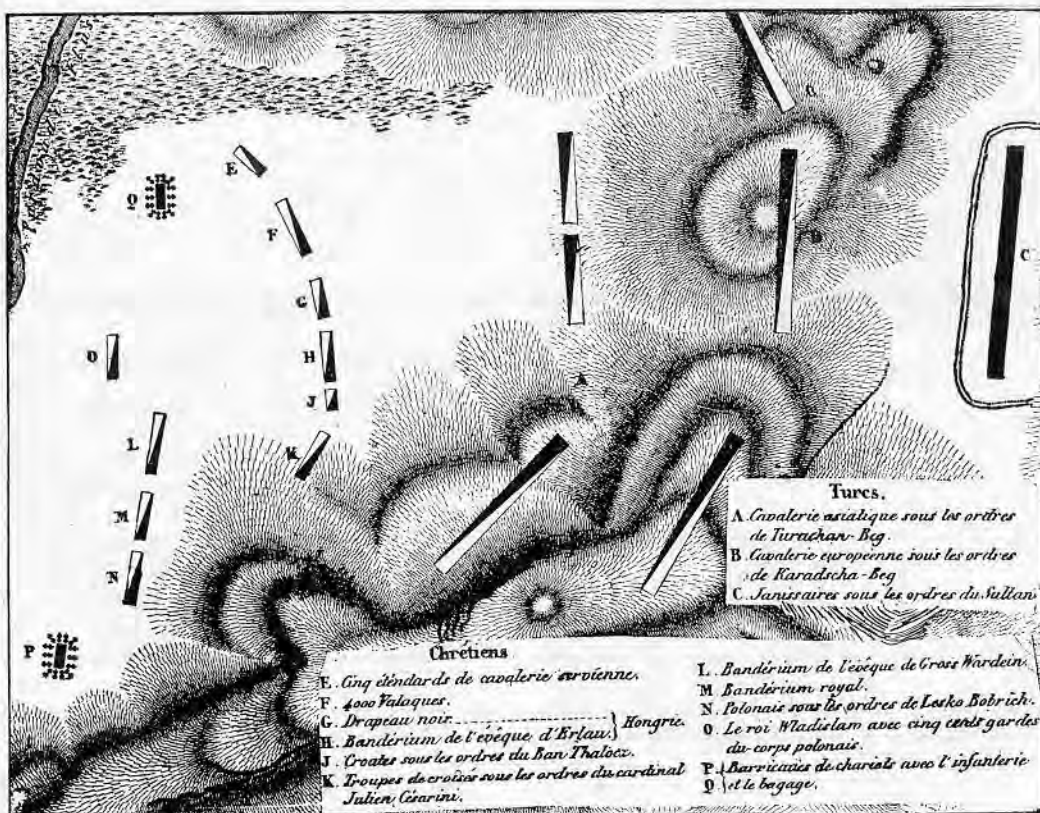 E
F
G
H
J
K
L
M
N
O
P
Q
A
B
C
C
Turcs.
A. Cavalerie asiatique sous les ordres
de Turachan-Beg.
B. Cavalerie européenne sous les ordres
de Karadscha-Beg
C. Janissaires sous les ordres du Sultan
Chrétiens
E. Cinq éténdards de cavalerie servienne.
F. 4000 Valaques.
G. Drapeau noir. } Hongrie.
H. Bandérium de l'evéque d'Erlau.
J. Croates sous les ordres du Ban Thalocz.
K. Troupes de croisés sous les ordres du cardinal
Julien Césarini.
L. Bandérium de l'evêque de Gross Wardein.
M. Bandérium royal.
N. Polonais sous les ordres de Lesko Bobrich.
O. Le roi Wladislam avec cinq cents gardes
du corps polonais.
P. } Barricades de chariots avec l'infanterie
Q. } et le bagage.